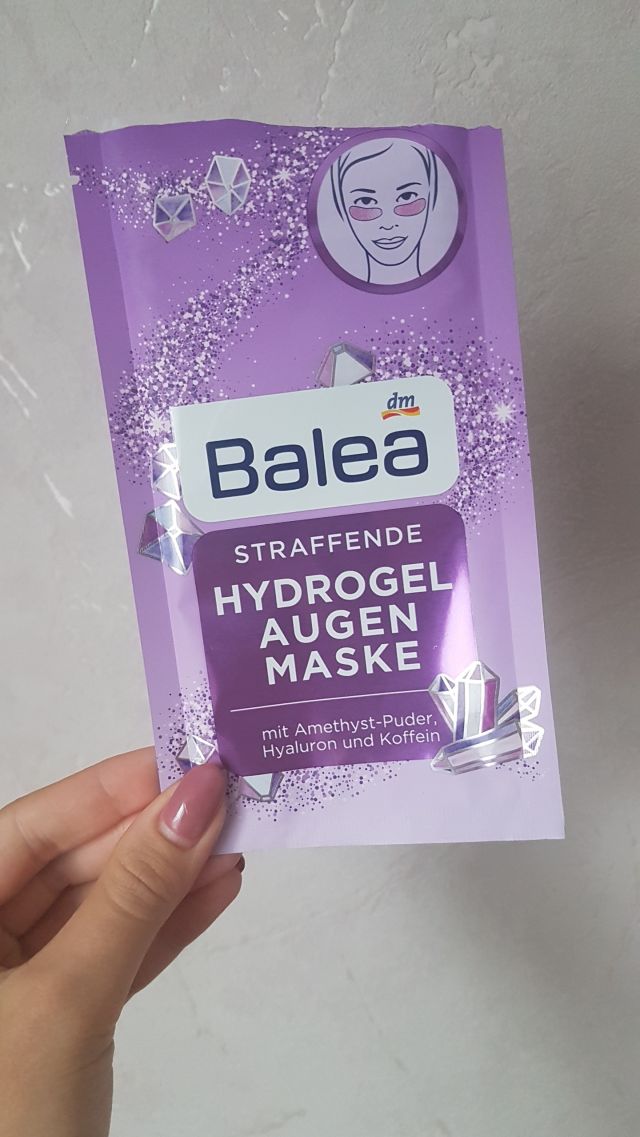 dm
Balea
STRAFFENDE
HYDROGEL
AUGEN
MASKE
mit Amethyst-Puder,
Hyaluron und Koffein